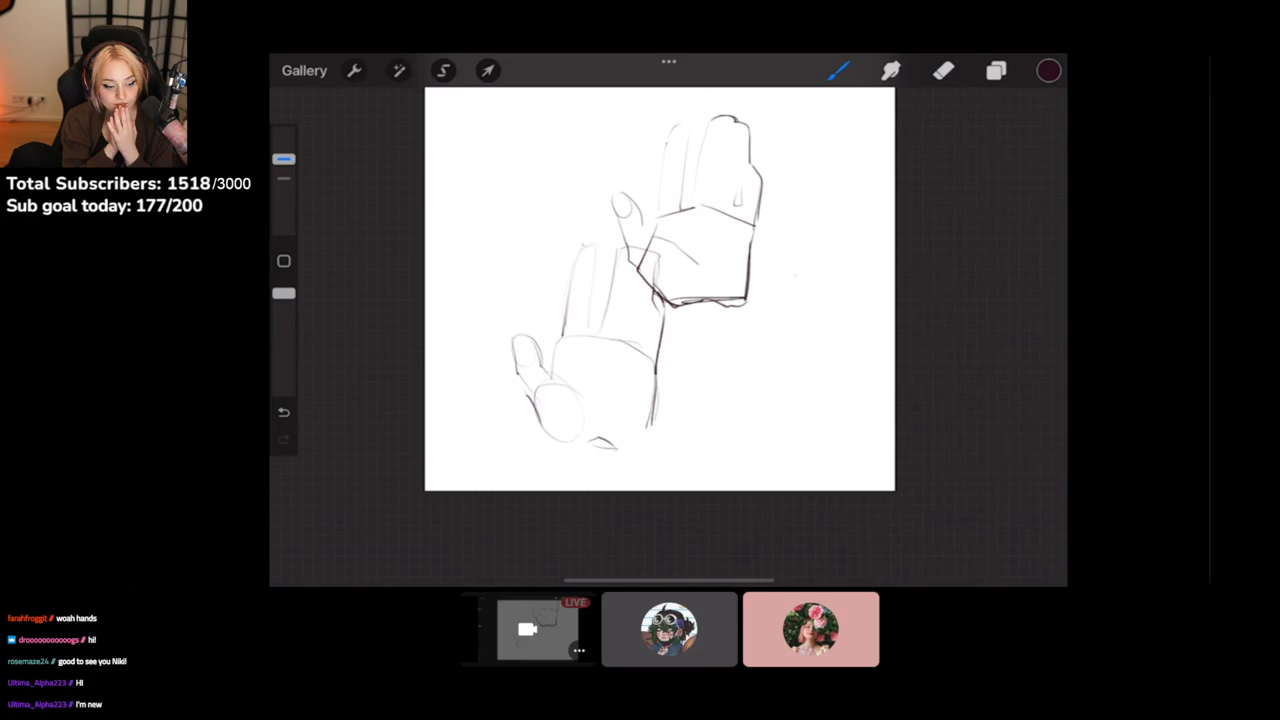 Gallery
Total Subscribers: 1518/3000
Sub goal today: 177/200
LIVE
farahfroggit // woah hands
drooooooooooogs // hi!
rosemaze24 // good to see you Niki!
Ultima_Alpha223 // HI
Ultima_Alpha223 // I'm new